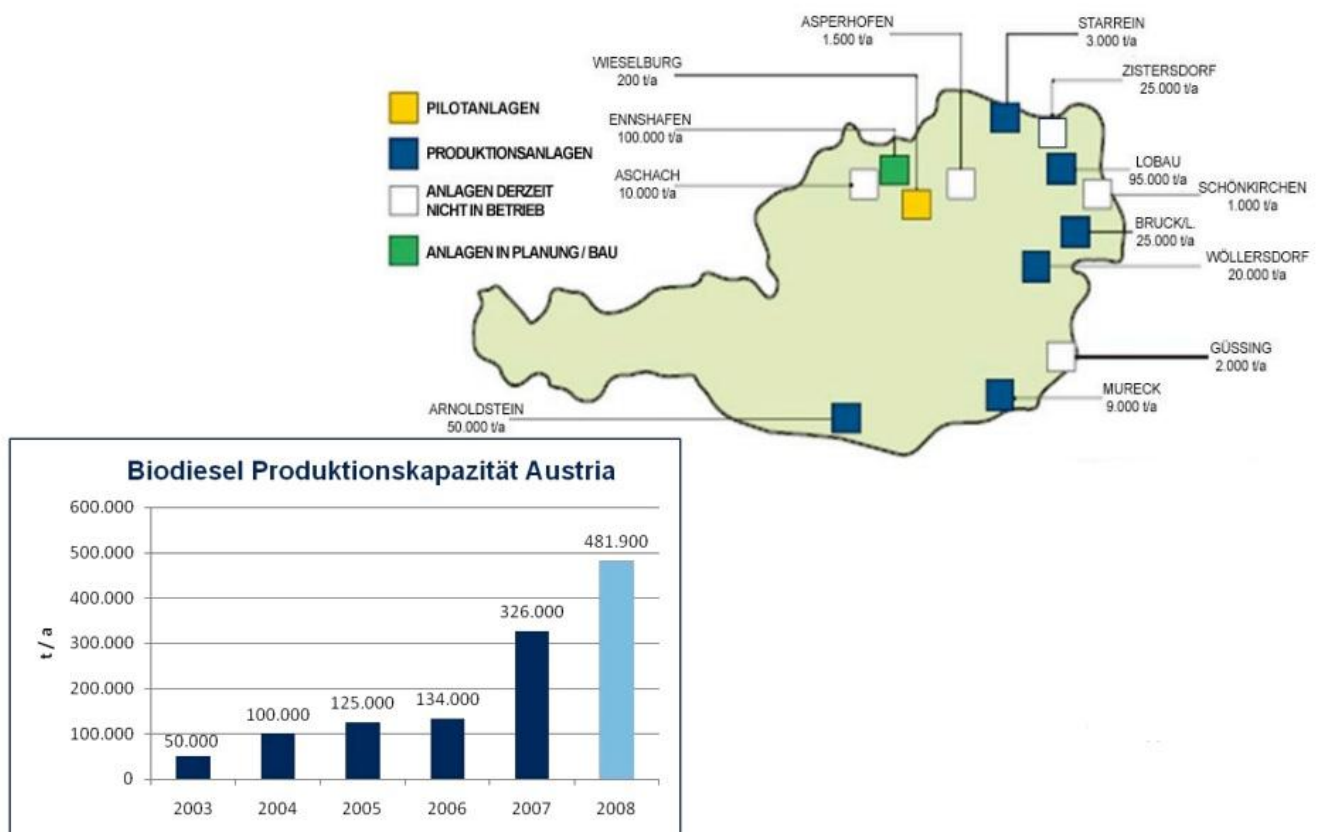 ASPERHOFEN
1.500 t/a
STARREIN
3.000 t/a
WIESELBURG
200 t/a
ZISTERSDORF
25.000 t/a
PILOTANLAGEN
ENNSHAFEN
100.000 t/a
PRODUKTIONSANLAGEN
LOBAU
95.000 t/a
ASCHACH
10.000 t/a
ANLAGEN DERZEIT
NICHT IN BETRIEB
SCHÖNKIRCHEN
1.000 t/a
BRUCK/L.
25.000 t/a
ANLAGEN IN PLANUNG / BAU
WÖLLERSDORF
20.000 t/a
GÜSSING
2.000 t/a
MURECK
9.000 t/a
ARNOLDSTEIN
50.000 t/a
Biodiesel Produktionskapazität Austria
600.000
500.000
400.000
300.000
200.000
100.000
0
t / a
50.000
100.000
125.000
134.000
326.000
481.900
2003
2004
2005
2006
2007
2008